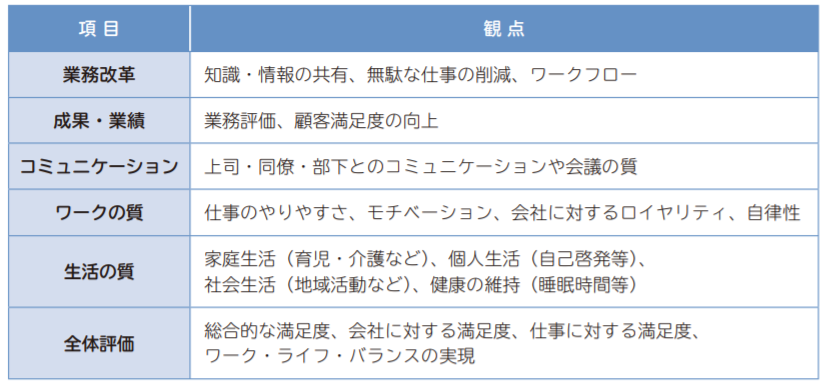 項 目 観 点
業務改革 知識・情報の共有、無駄な仕事の削減、ワークフロー
成果・業績 業務評価、顧客満足度の向上
コミュニケーション 上司・同僚・部下とのコミュニケーションや会議の質
ワークの質 仕事のやりやすさ、モチベーション、会社に対するロイヤリティ、自律性
生活の質 家庭生活（育児・介護など）、個人生活（自己啓発等）、
社会生活（地域活動など）、健康の維持（睡眠時間等）
全体評価 総合的な満足度、会社に対する満足度、仕事に対する満足度、
ワーク・ライフ・バランスの実現